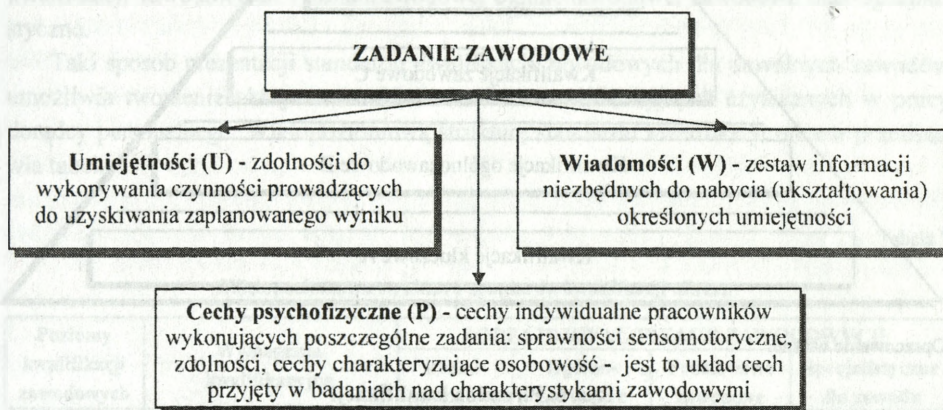 ZADANIE ZAWODOWE
Umiejętności (U) - zdolności do
wykonywania czynności prowadzących
do uzyskiwania zaplanowanego wyniku
Wiadomości (W) - zestaw informacji
niezbędnych do nabycia (ukształtowania)
określonych umiejętności
Cechy psychofizyczne (P) - cechy indywidualne pracowników
wykonujących poszczególne zadania: sprawności sensomotoryczne,
zdolności, cechy charakteryzujące osobowość – jest to układ cech
przyjęty w badaniach nad charakterystykami zawodowymi